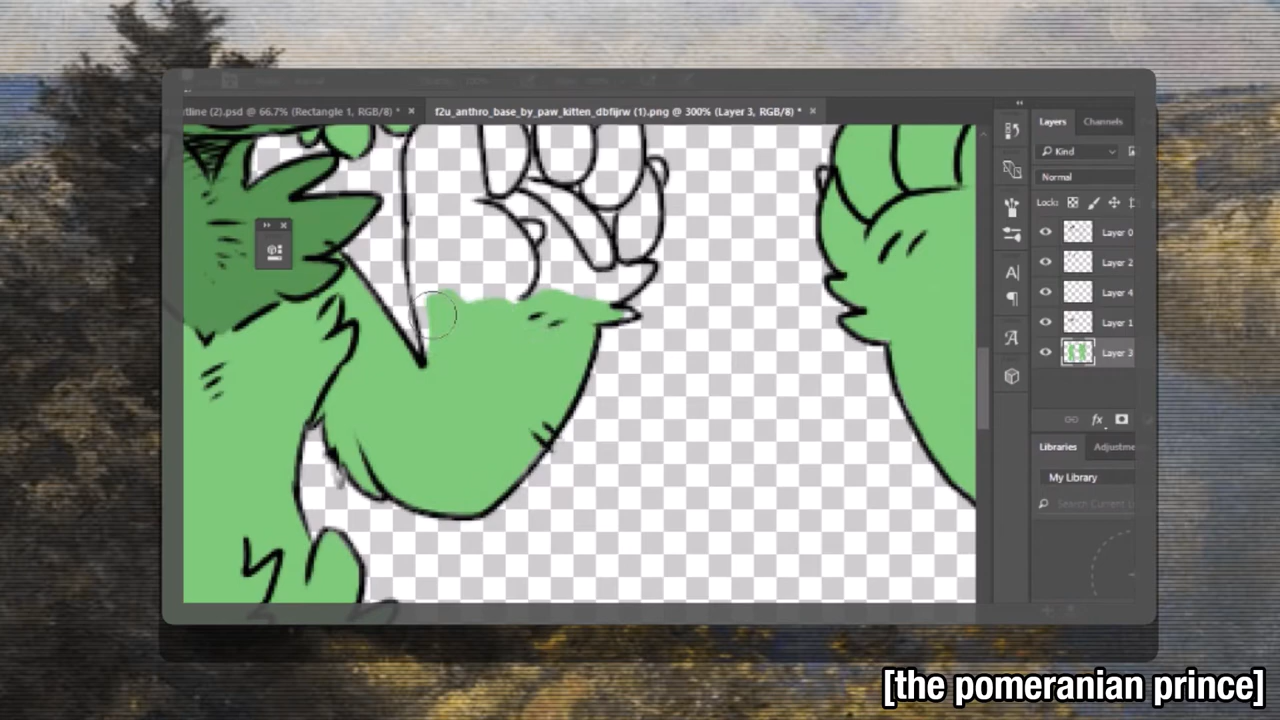 tline (2).psd @ 66.7% (Rectangle 1, RGB/8) *
f2u_anthro_base_by_paw_kitten_dbfijrw (1).png @ 300% (Layer 3, RGB/8) *
Layers
Channels
Kind
Normal
Lock:
Layer 0
Layer 2
Layer 4
Layer 1
Layer 3
fx
Libraries
Adjustme
My Library
Search Current
[the pomeranian prince]